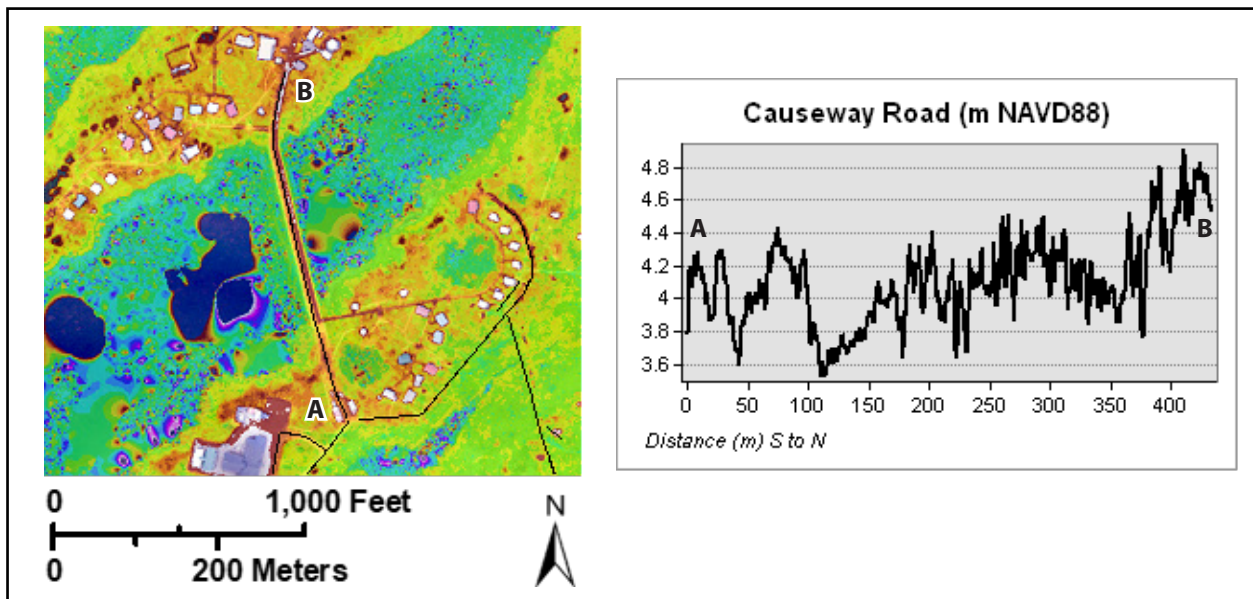 B
A
0 1,000 Feet
0 200 Meters
N
Causeway Road (m NAVD88)
4.8
4.6
4.4
4.2
4
3.8
3.6
A
B
0 50 100 150 200 250 300 350 400
Distance (m) S to N